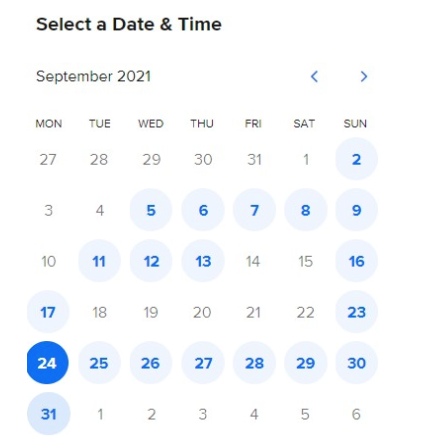 Select a Date & Time
September 2021
MON TUE WED THU FRI SAT SUN
27 28 29 30 31 1 2
3 4 5 6 7 8 9
10 11 12 13 14 15 16
17 18 19 20 21 22 23
24 25 26 27 28 29 30
31 1 2 3 4 5 6